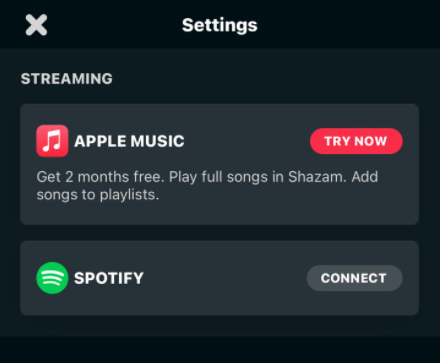 Settings
STREAMING
APPLE MUSIC
TRY NOW
Get 2 months free. Play full songs in Shazam. Add
songs to playlists.
SPOTIFY
CONNECT